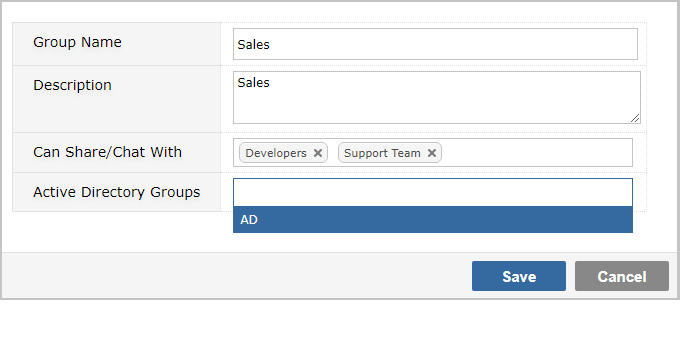 Group Name
Sales
Description
Sales
Can Share/Chat With
Developers
Support Team
Active Directory Groups
AD
Save
Cancel